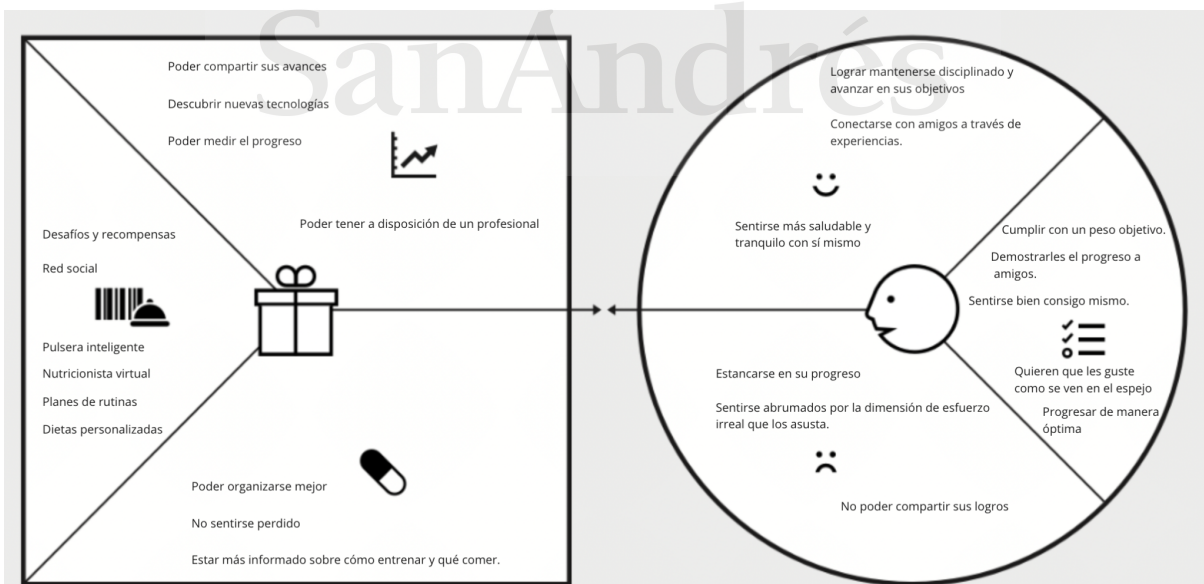 SanAndrés
Poder compartir sus avances
Descubrir nuevas tecnologías
Poder medir el progreso
Poder tener a disposición de un profesional
Desafíos y recompensas
Red social
Pulsera inteligente
Nutricionista virtual
Planes de rutinas
Dietas personalizadas
Poder organizarse mejor
No sentirse perdido
Estar más informado sobre cómo entrenar y qué comer.
Lograr mantenerse disciplinado y
avanzar en sus objetivos
Conectarse con amigos a través de
experiencias.
Sentirse más saludable y
tranquilo con sí mismo
Cumplir con un peso objetivo.
Demostrarles el progreso a
amigos.
Sentirse bien consigo mismo.
Quieren que les guste
como se ven en el espejo
Progresar de manera
óptima
Estancarse en su progreso
Sentirse abrumados por la dimensión de esfuerzo
irreal que los asusta.
No poder compartir sus logros